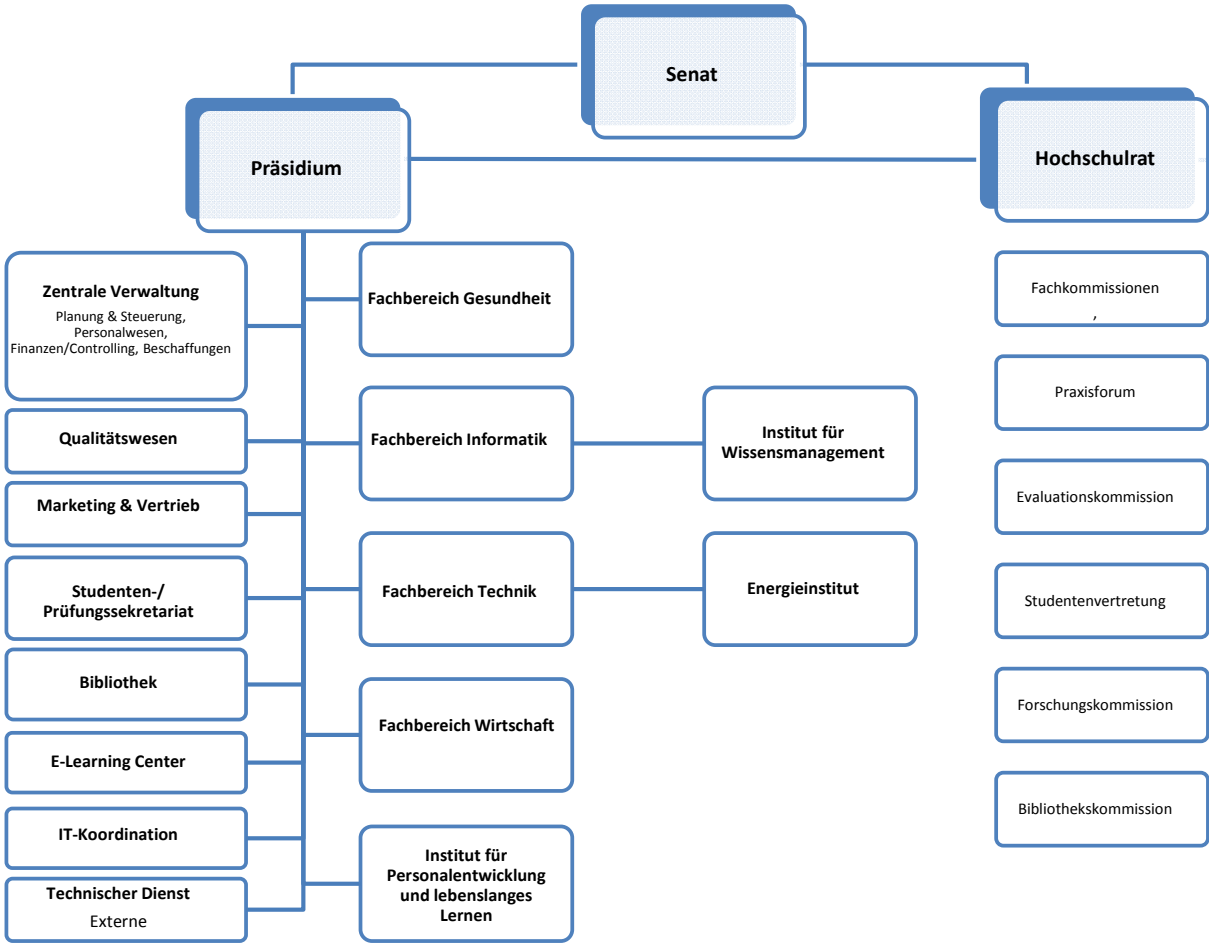 Senat
Präsidium
Hochschulrat
Zentrale Verwaltung
Planung & Steuerung,
Personalwesen,
Finanzen/Controlling, Beschaffungen
Qualitätswesen
Marketing & Vertrieb
Studenten-/
Prüfungssekretariat
Bibliothek
E-Learning Center
IT-Koordination
Technischer Dienst
Externe
Fachbereich Gesundheit
Fachbereich Informatik
Fachbereich Technik
Fachbereich Wirtschaft
Institut für
Personalentwicklung
und lebenslanges
Lernen
Institut für
Wissensmanagement
Energieinstitut
Fachkommissionen
,
Praxisforum
Evaluationskommission
Studentenvertretung
Forschungskommission
Bibliothekskommission